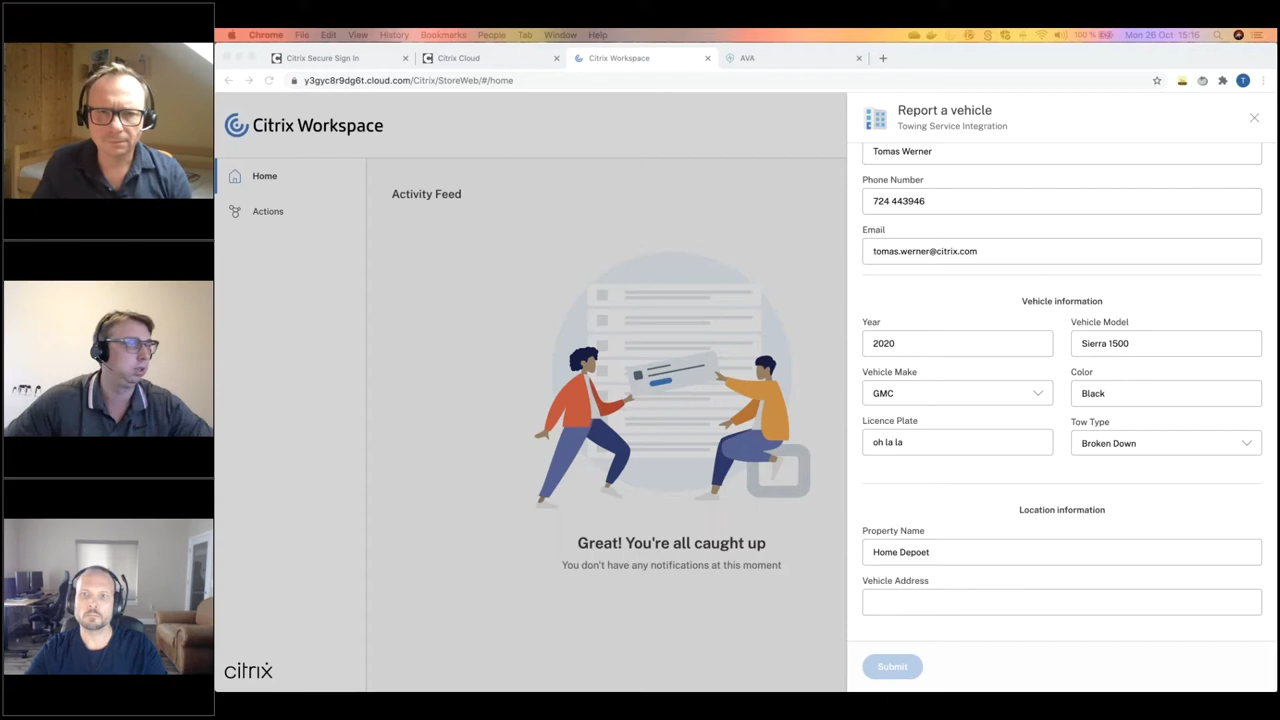 Chrome File Edit View History Bookmarks People Tab Window Help
100 % Mon 26 Oct 15:16
Citrix Secure Sign In
Citrix Cloud
Citrix Workspace
AVA
y3gyc8r9dg6t.cloud.com/Citrix/StoreWeb/#/home
T
Citrix Workspace
Home
Actions
Activity Feed
Great! You're all caught up
You don't have any notifications at this moment
citrix
Report a vehicle
Towing Service Integration
Tomas Werner
Phone Number
724 443946
Email
tomas.werner@citrix.com
Vehicle information
Year
Vehicle Model
2020
Sierra 1500
Vehicle Make
Color
GMC
Black
Licence Plate
Tow Type
oh la la
Broken Down
Location information
Property Name
Home Depoet
Vehicle Address
Submit